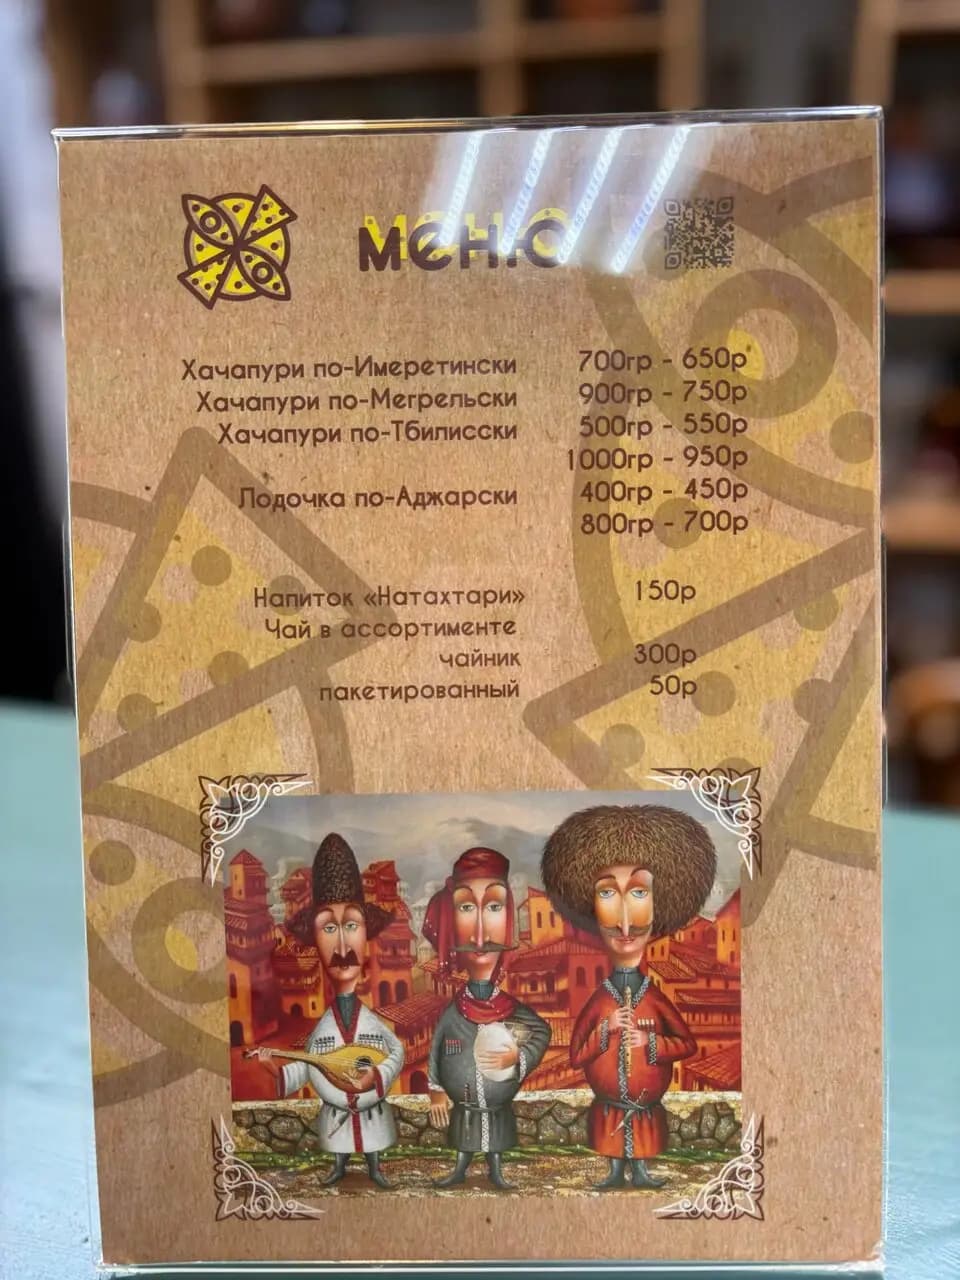 меню
Хачапури по-Имеретински 700гр - 650р
Хачапури по-Мегрельски 900гр - 750р
Хачапури по-Тбилисски 500гр - 550р
1000гр - 950р
Лодочка по-Аджарски 400гр - 450р
800гр - 700р
Напиток «Натахтари» 150р
Чай в ассортименте
чайник 300р
пакетированный 50р